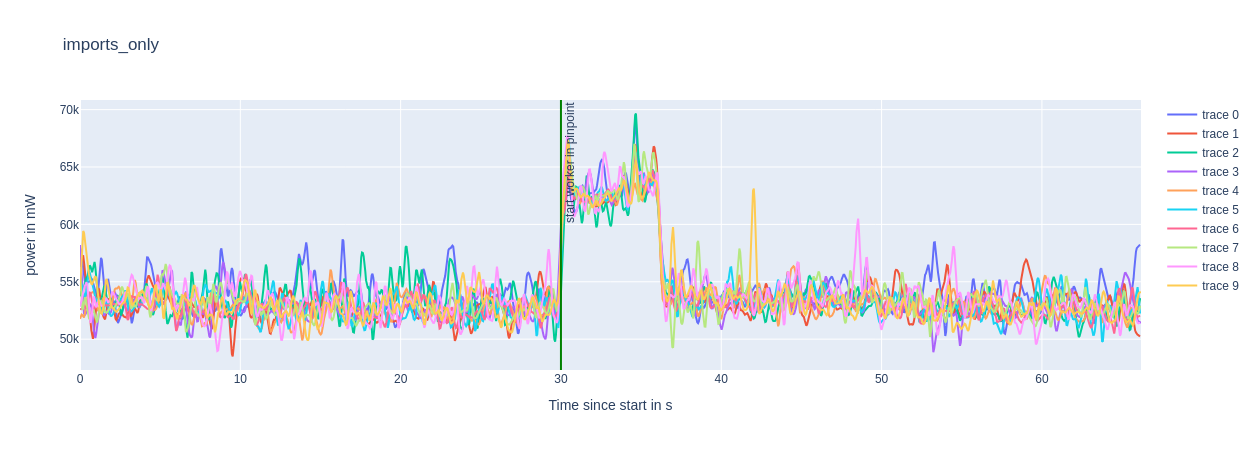 imports_only
power in mW
70k
65k
60k
55k
50k
start worker in pinpoint
0
10
20
30
40
50
60
Time since start in s
trace 0
trace 1
trace 2
trace 3
trace 4
trace 5
trace 6
trace 7
trace 8
trace 9